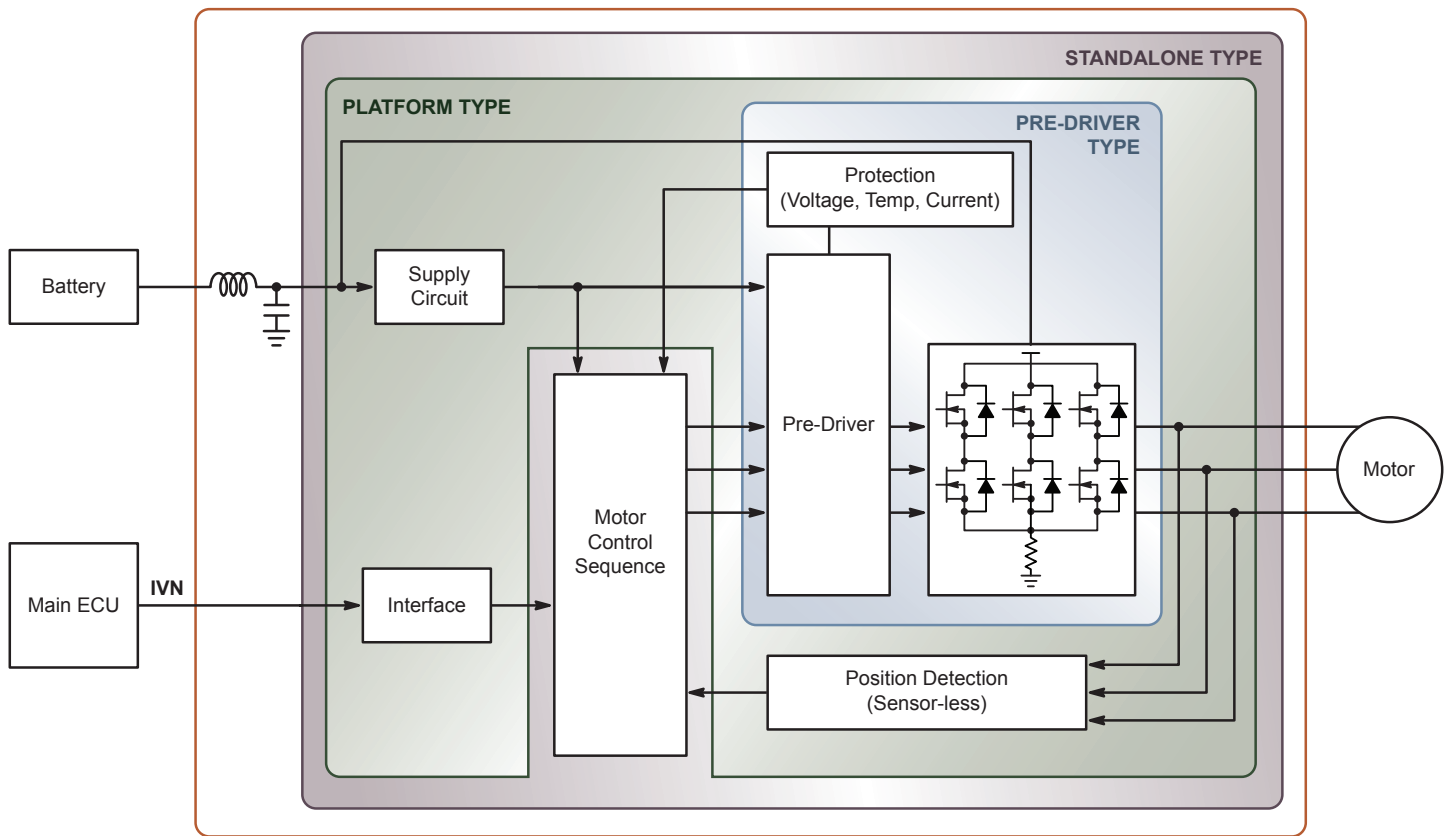 STANDALONE TYPE
PLATFORM TYPE
PRE-DRIVER
TYPE
Protection
(Voltage, Temp, Current)
Battery
Supply
Circuit
Pre-Driver
Motor
Motor
Control
Sequence
Main ECU
IVN
Interface
Position Detection
(Sensor-less)